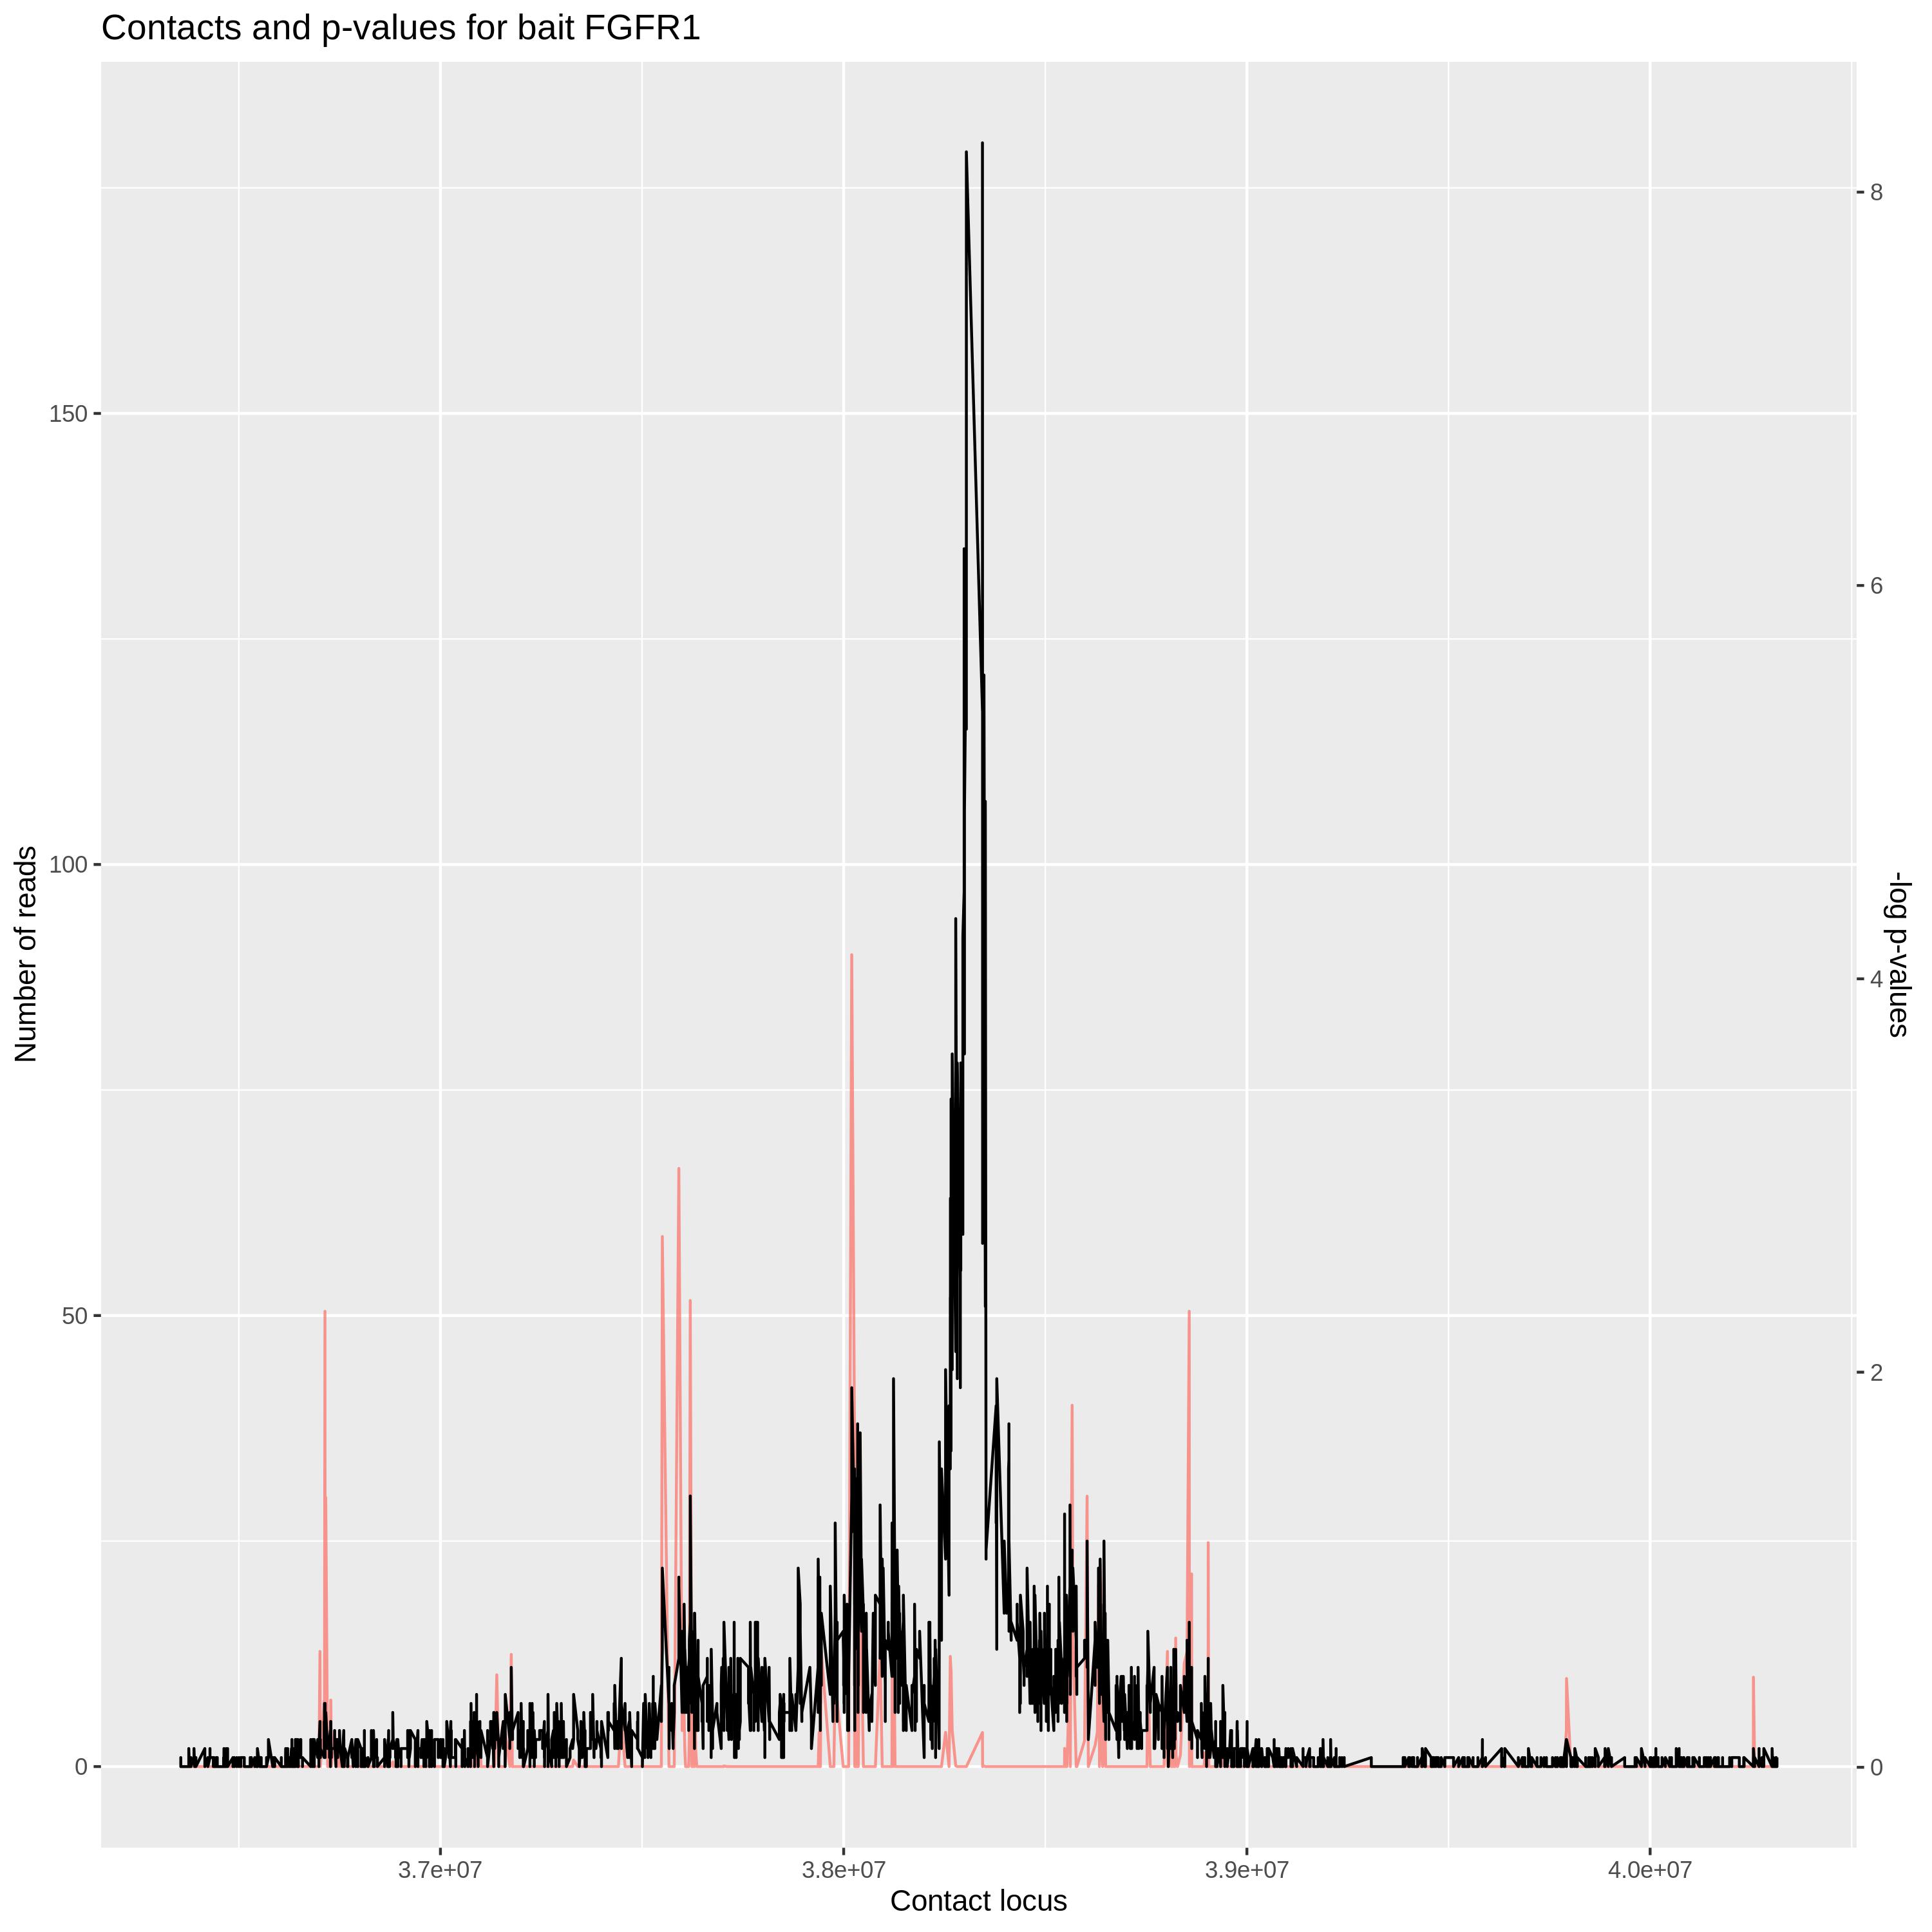 Contacts and p-values for bait FGFR1
Number of reads
150
100
50
0
8
6
4
2
0
-log p-values
3.7e+07
3.8e+07
3.9e+07
4.0e+07
Contact locus